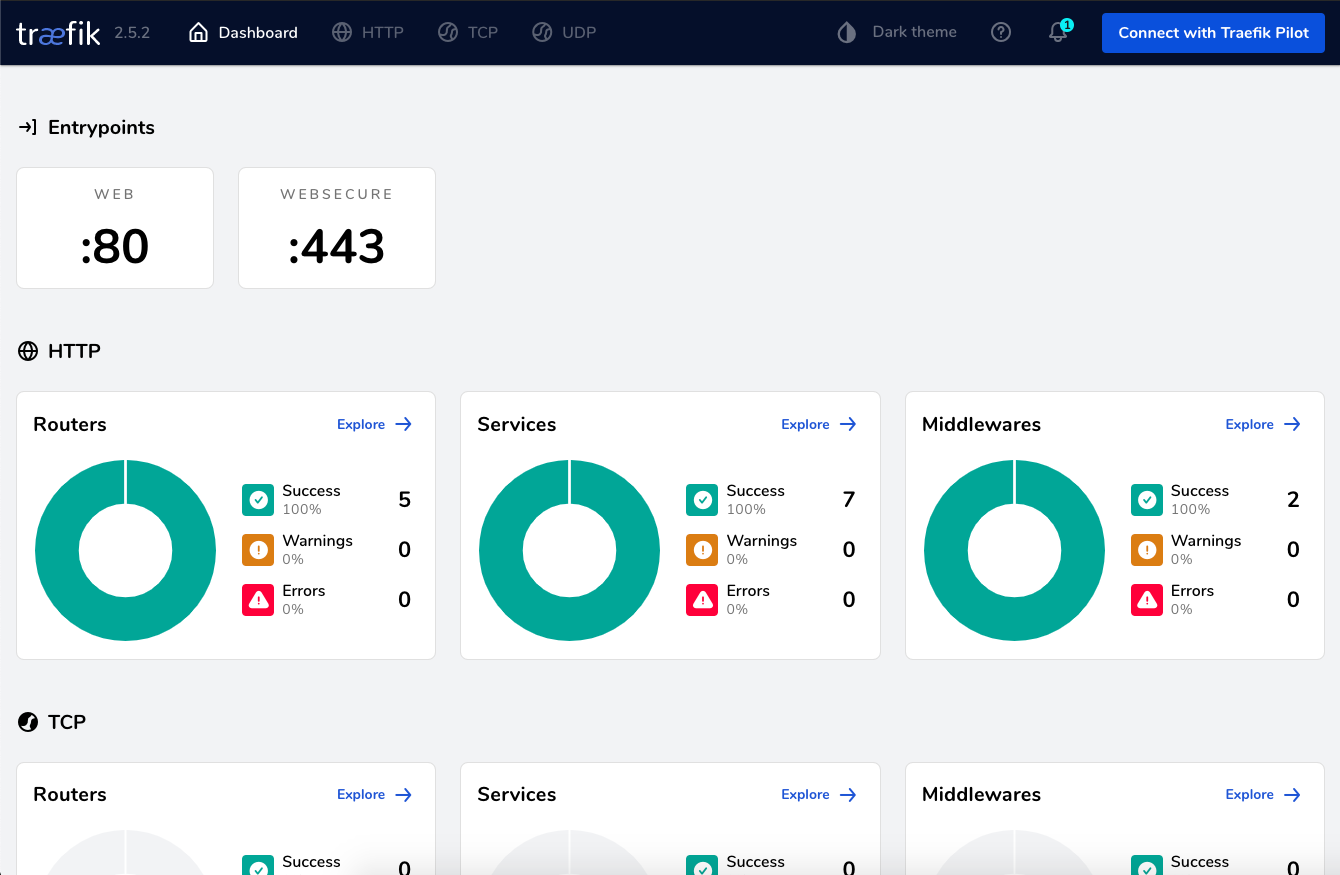 træfik 2.5.2 Dashboard HTTP TCP UDP Dark theme 1 Connect with Traefik Pilot
Entrypoints
WEB
:80
WEBSECURE
:443
HTTP
Routers Explore
Success 5
100%
Warnings 0
0%
Errors 0
0%
Services Explore
Success 7
100%
Warnings 0
0%
Errors 0
0%
Middlewares Explore
Success 2
100%
Warnings 0
0%
Errors 0
0%
TCP
Routers Explore
Success 0
Services Explore
Success 0
Middlewares Explore
Success 0